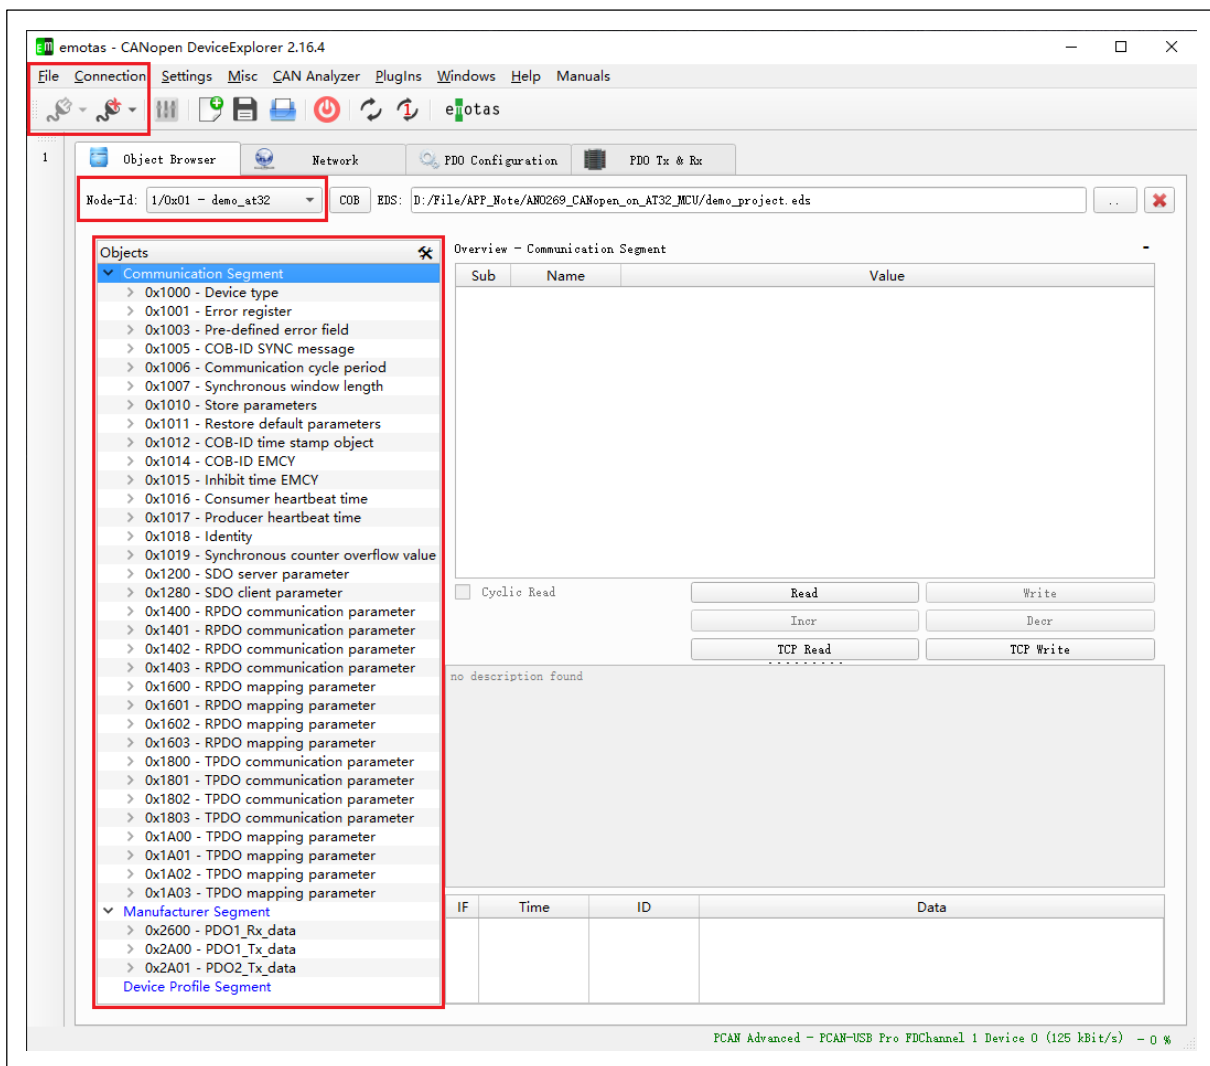 emotas - CANopen DeviceExplorer 2.16.4
File Connection Settings Misc CAN Analyzer PlugIns Windows Help Manuals
1 emotas
1 Object Browser Network PDO Configuration PDO Tx & Rx
Node-Id: 1/0x01 - demo_at32 COB EDS: D:/File/APP_Note/AN0269_CANopen_on_AT32_MCU/demo_project.eds ..
Objects
Communication Segment
0x1000 - Device type
0x1001 - Error register
0x1003 - Pre-defined error field
0x1005 - COB-ID SYNC message
0x1006 - Communication cycle period
0x1007 - Synchronous window length
0x1010 - Store parameters
0x1011 - Restore default parameters
0x1012 - COB-ID time stamp object
0x1014 - COB-ID EMCY
0x1015 - Inhibit time EMCY
0x1016 - Consumer heartbeat time
0x1017 - Producer heartbeat time
0x1018 - Identity
0x1019 - Synchronous counter overflow value
0x1200 - SDO server parameter
0x1280 - SDO client parameter
0x1400 - RPDO communication parameter
0x1401 - RPDO communication parameter
0x1402 - RPDO communication parameter
0x1403 - RPDO communication parameter
0x1600 - RPDO mapping parameter
0x1601 - RPDO mapping parameter
0x1602 - RPDO mapping parameter
0x1603 - RPDO mapping parameter
0x1800 - TPDO communication parameter
0x1801 - TPDO communication parameter
0x1802 - TPDO communication parameter
0x1803 - TPDO communication parameter
0x1A00 - TPDO mapping parameter
0x1A01 - TPDO mapping parameter
0x1A02 - TPDO mapping parameter
0x1A03 - TPDO mapping parameter
Manufacturer Segment
0x2600 - PDO1_Rx_data
0x2A00 - PDO1_Tx_data
0x2A01 - PDO2_Tx_data
Device Profile Segment
Overview - Communication Segment -
Sub Name Value
Cyclic Read Read Write
Incr Decr
TCP Read TCP Write
no description found
IF Time ID Data
PCAN Advanced - PCAN-USB Pro FDChannel 1 Device 0 (125 kBit/s) - 0 %